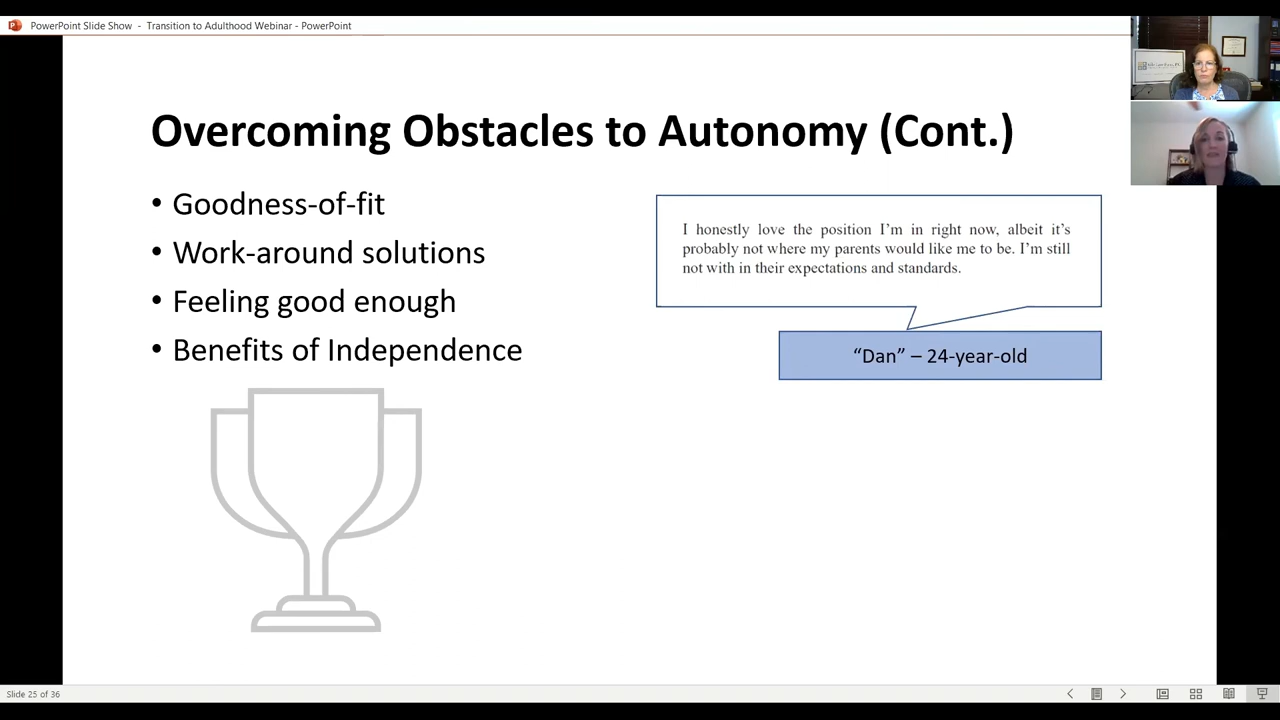 PowerPoint Slide Show - Transition to Adulthood Webinar - PowerPoint
Overcoming Obstacles to Autonomy (Cont.)
• Goodness-of-fit
• Work-around solutions
• Feeling good enough
• Benefits of Independence
I honestly love the position I'm in right now, albeit it's
probably not where my parents would like me to be. I'm still
not with in their expectations and standards.
“Dan” – 24-year-old
Slide 25 of 36